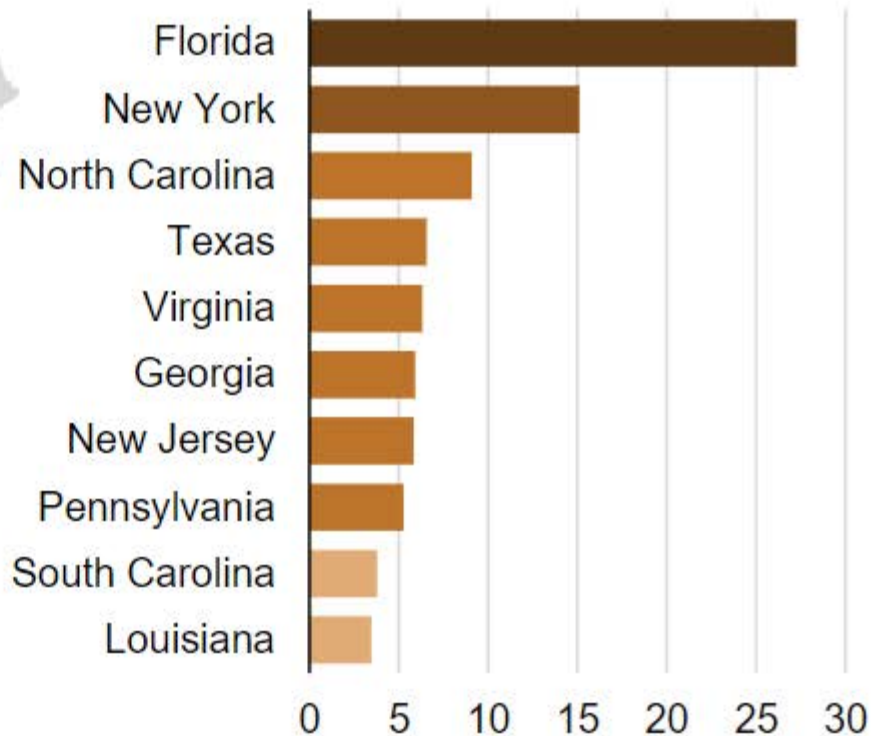 Florida
New York
North Carolina
Texas
Virginia
Georgia
New Jersey
Pennsylvania
South Carolina
Louisiana
0 5 10 15 20 25 30